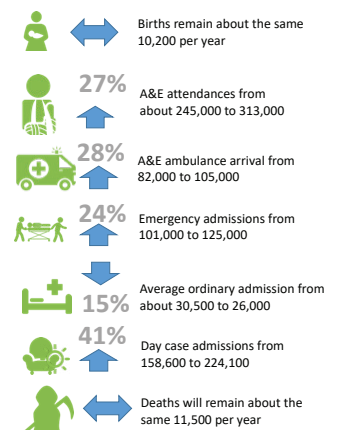 Births remain about the same
10,200 per year
27%
A&E attendances from
about 245,000 to 313,000
28%
A&E ambulance arrival from
82,000 to 105,000
24%
Emergency admissions from
101,000 to 125,000
15%
Average ordinary admission from
about 30,500 to 26,000
41%
Day case admissions from
158,600 to 224,100
Deaths will remain about the
same 11,500 per year